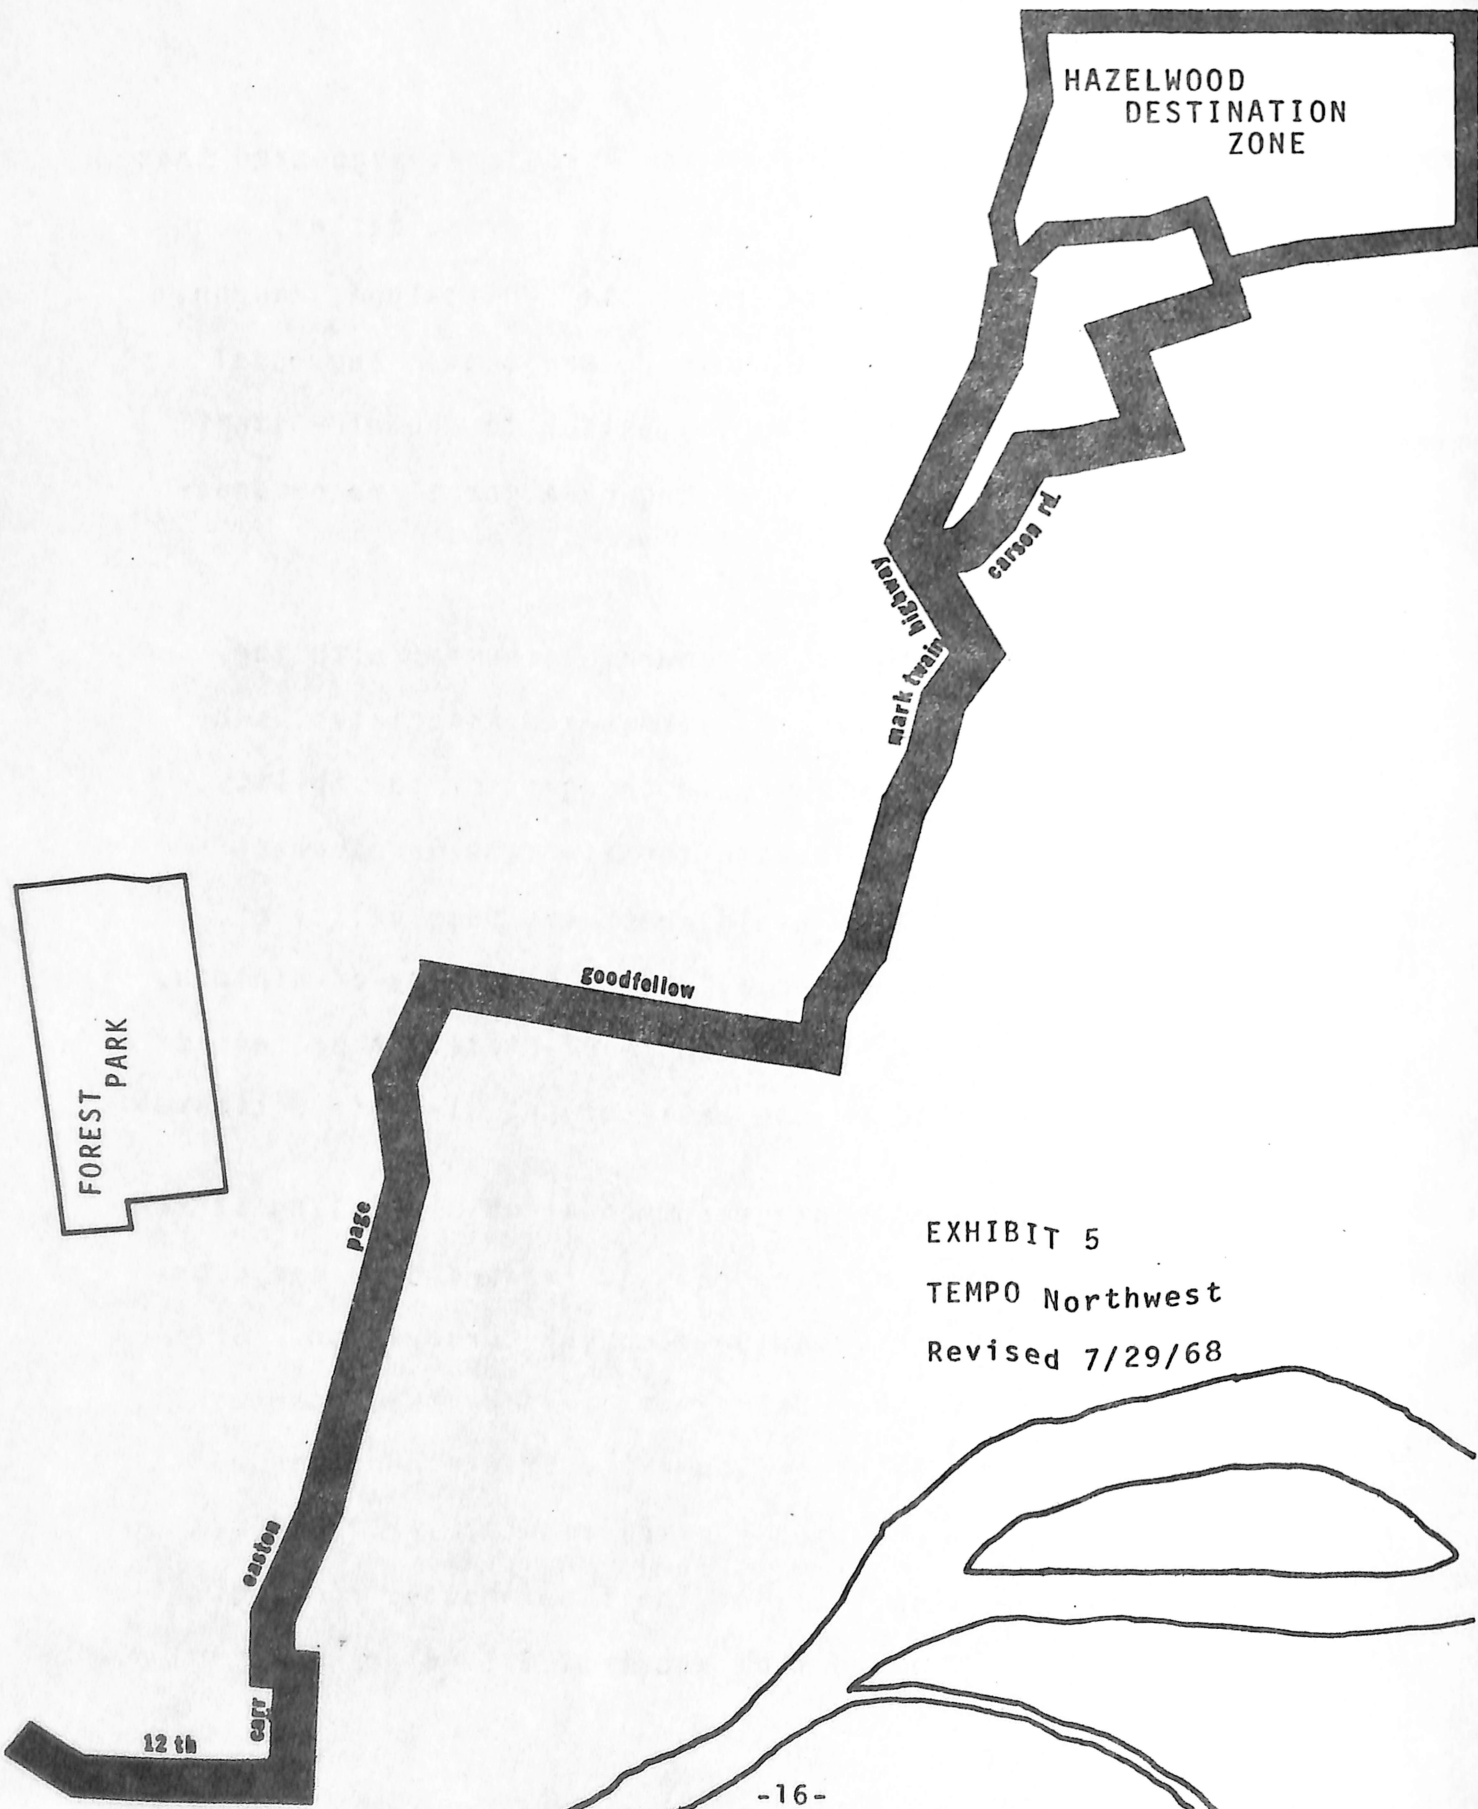 HAZELWOOD
DESTINATION
ZONE
carson rd.
mark twain highway
goodfellow
FOREST
PARK
page
EXHIBIT 5
TEMPO Northwest
Revised 7/29/68
easton
carr
12 th
-16-